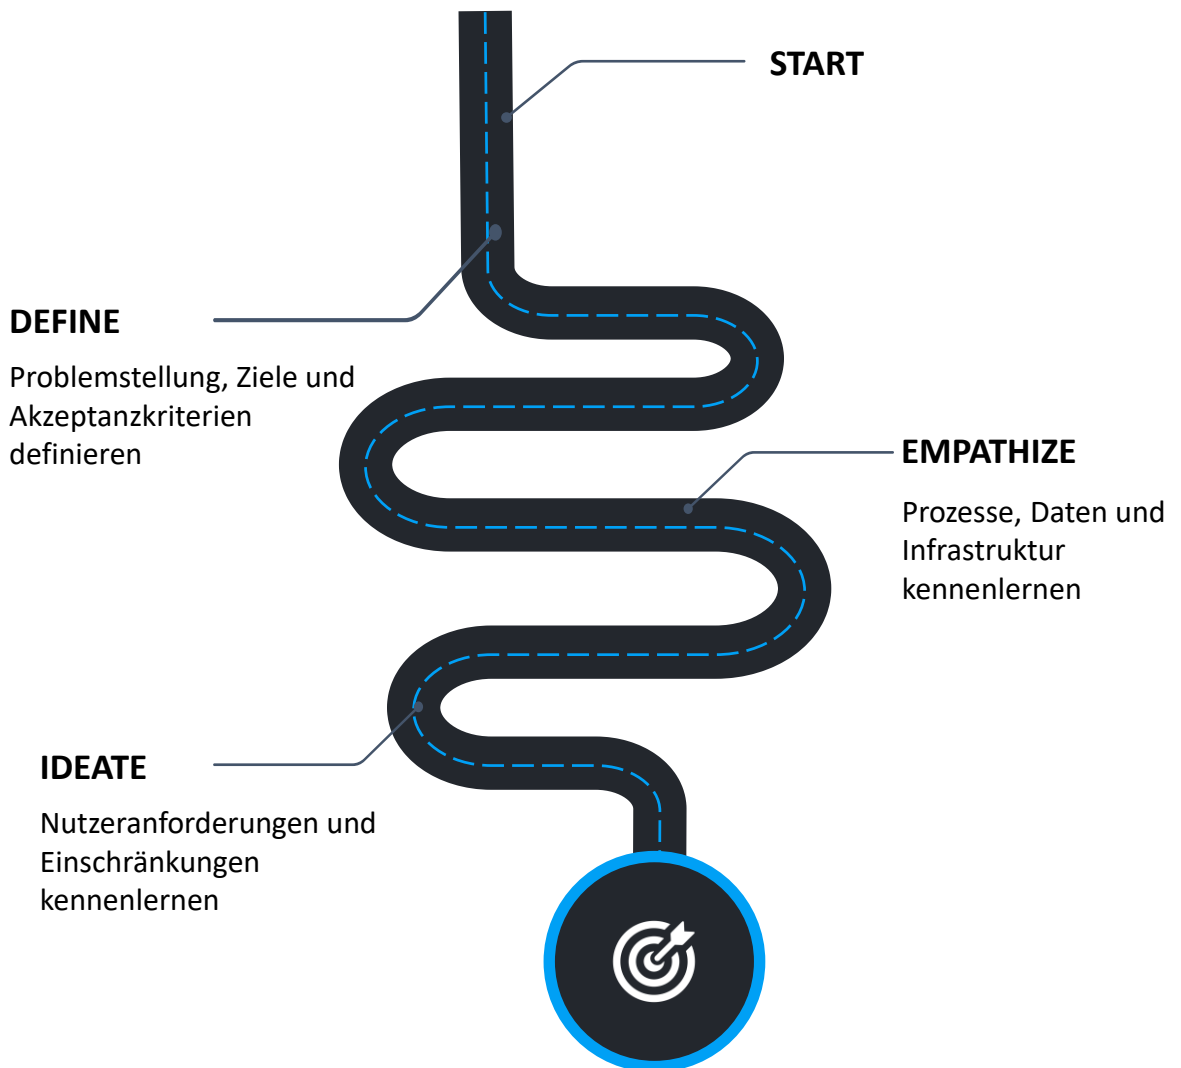 START
DEFINE
Problemstellung, Ziele und
Akzeptanzkriterien
definieren
EMPATHIZE
Prozesse, Daten und
Infrastruktur
kennenlernen
IDEATE
Nutzeranforderungen und
Einschränkungen
kennenlernen